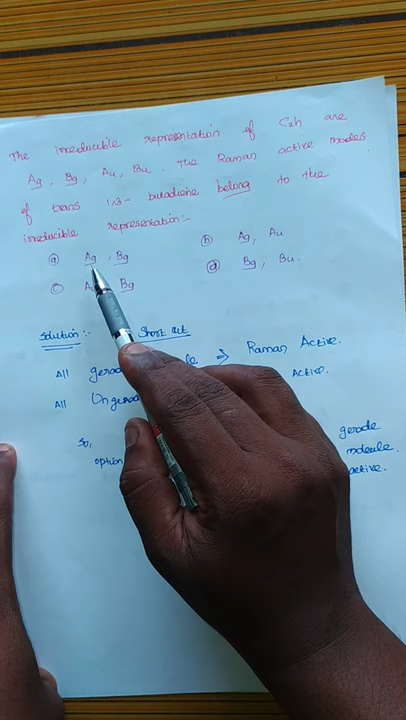 The irreducible representation of C2h are
Ag, Bg, Au, Bu. The Raman active modes
of trans 1,3-butadiene belong to the
irreducible representation:-
ⓐ Ag, Bg
ⓑ Ag, Au
ⓒ Bg
ⓓ Bg, Bu.
Solution:- Short cut
All gerade ⇒ Raman Active.
All Ungerade Active.
So, gerade
option molecule.
active.